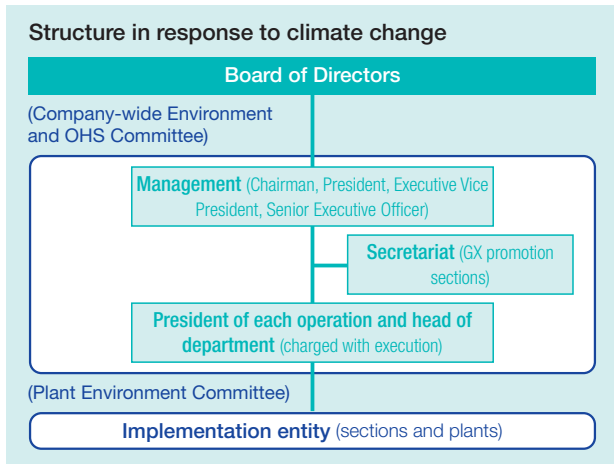 Structure in response to climate change
Board of Directors
(Company-wide Environment
and OHS Committee)
Management (Chairman, President, Executive Vice
President, Senior Executive Officer)
Secretariat (GX promotion
sections)
President of each operation and head of
department (charged with execution)
(Plant Environment Committee)
Implementation entity (sections and plants)